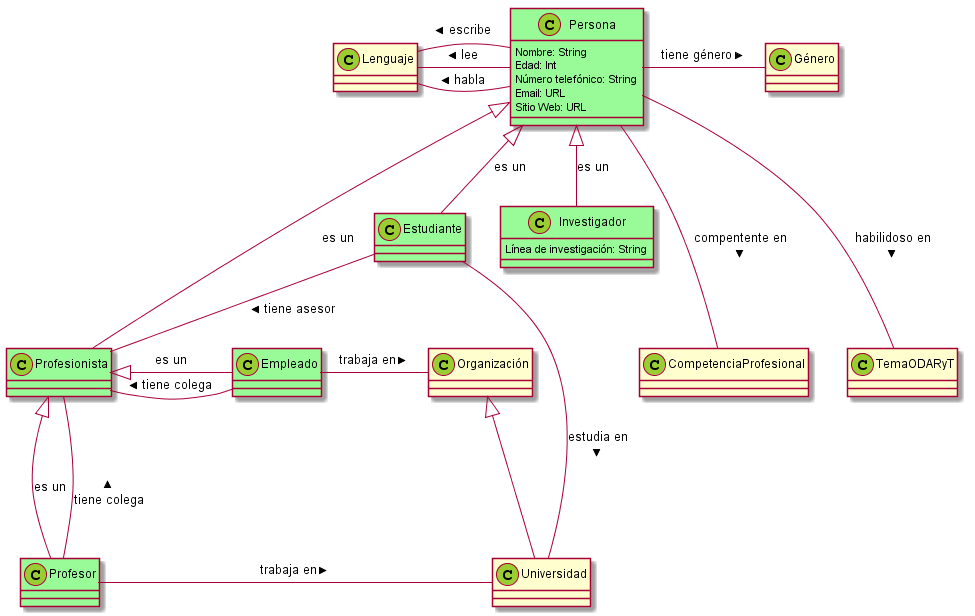 C Persona
Nombre: String
Edad: Int
Número telefónico: String
Email: URL
Sitio Web: URL
◄ escribe
◄ lee
◄ habla
C Lenguaje
tiene género ►
C Género
es un
es un
es un
C Estudiante
C Investigador
Línea de investigación: String
compentente en
▼
habilidoso en
▼
◄ tiene asesor
C Profesionista
es un
◄ tiene colega
C Empleado
trabaja en ►
C Organización
C CompetenciaProfesional
C TemaODARyT
estudia en
▼
es un
▲
tiene colega
C Profesor
trabaja en ►
C Universidad